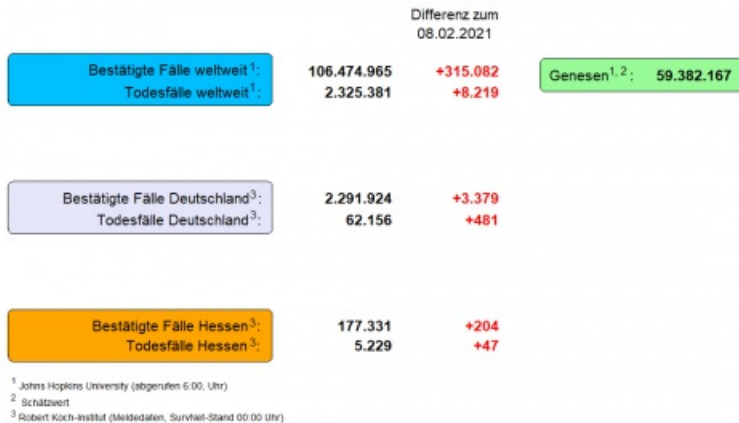 Differenz zum
08.02.2021
Bestätigte Fälle weltweit1: 106.474.965 +315.082
Todesfälle weltweit1: 2.325.381 +8.219
Genesen1, 2: 59.382.167
Bestätigte Fälle Deutschland3: 2.291.924 +3.379
Todesfälle Deutschland3: 62.156 +481
Bestätigte Fälle Hessen3: 177.331 +204
Todesfälle Hessen3: 5.229 +47
1 Johns Hopkins University (abgerufen 6:00, Uhr)
2 Schätzwert
3 Robert Koch-Institut (Meldedaten, SurvNet-Stand 00:00 Uhr)